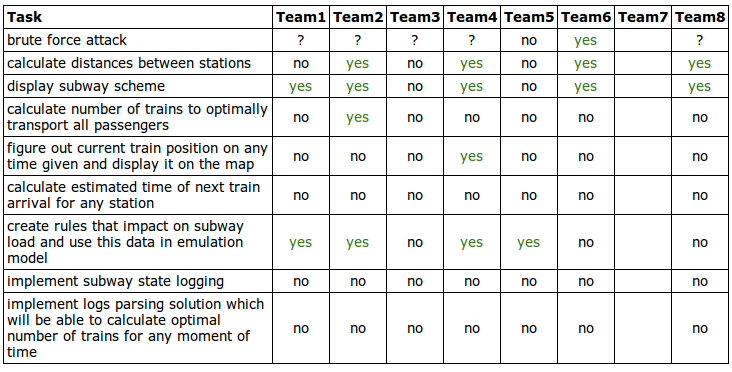 Task Team1 Team2 Team3 Team4 Team5 Team6 Team7 Team8
brute force attack ? ? ? ? no yes ?
calculate distances between stations no yes no yes no yes yes
display subway scheme yes yes no yes no yes yes
calculate number of trains to optimally
transport all passengers no yes no no no no no
figure out current train position on any
time given and display it on the map no no no yes no no no
calculate estimated time of next train
arrival for any station no no no no no no no
create rules that impact on subway
load and use this data in emulation yes yes no yes yes no no
model
implement subway state logging no no no no no no no
implement logs parsing solution which
will be able to calculate optimal
number of trains for any moment of no no no no no no no
time